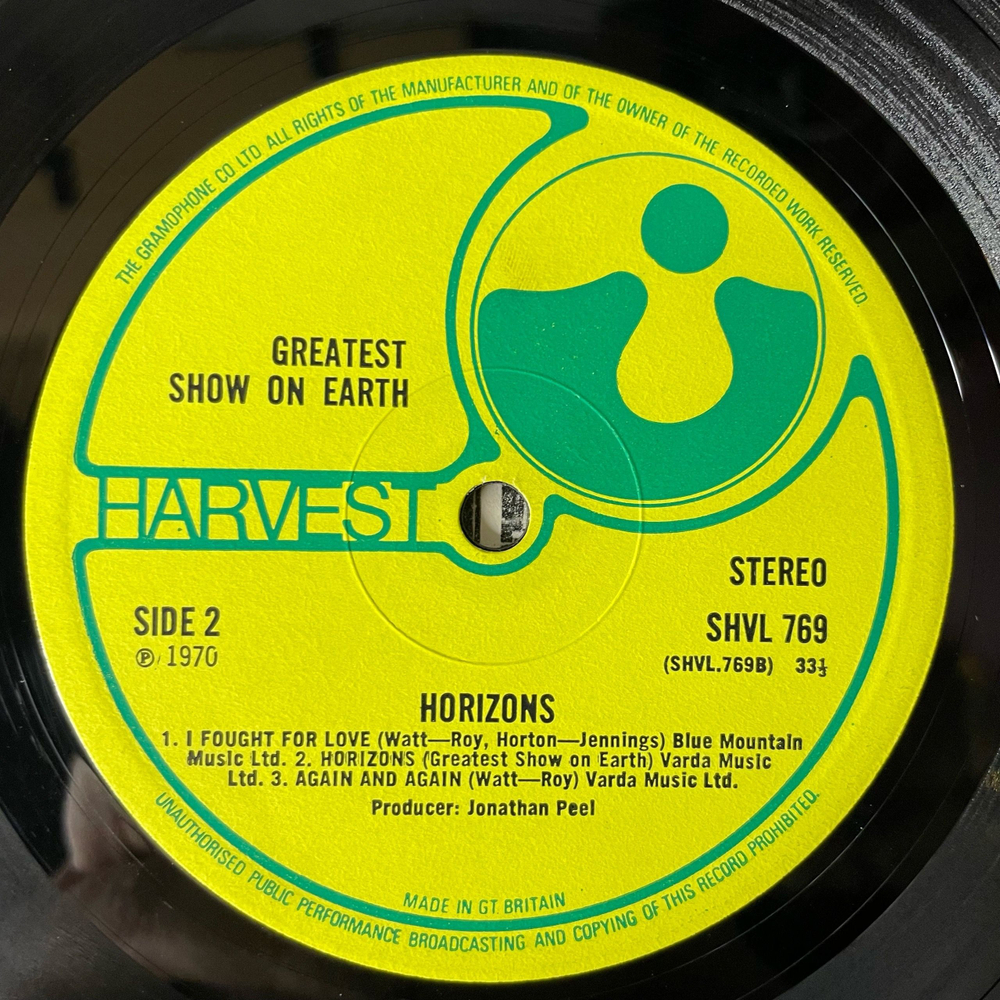 THE GRAMOPHONE CO LTD ALL RIGHTS OF THE MANUFACTURER AND OF THE OWNER OF THE RECORDED WORK RESERVED.
GREATEST
SHOW ON EARTH
HARVEST
STEREO
SIDE 2
SHVL 769
℗ 1970
(SHVL.769B) 33⅓
HORIZONS
1. I FOUGHT FOR LOVE (Watt—Roy, Horton—Jennings) Blue Mountain
Music Ltd. 2. HORIZONS (Greatest Show on Earth) Varda Music
Ltd. 3. AGAIN AND AGAIN (Watt—Roy) Varda Music Ltd.
Producer: Jonathan Peel
MADE IN GT. BRITAIN
UNAUTHORISED PUBLIC PERFORMANCE BROADCASTING AND COPYING OF THIS RECORD PROHIBITED.